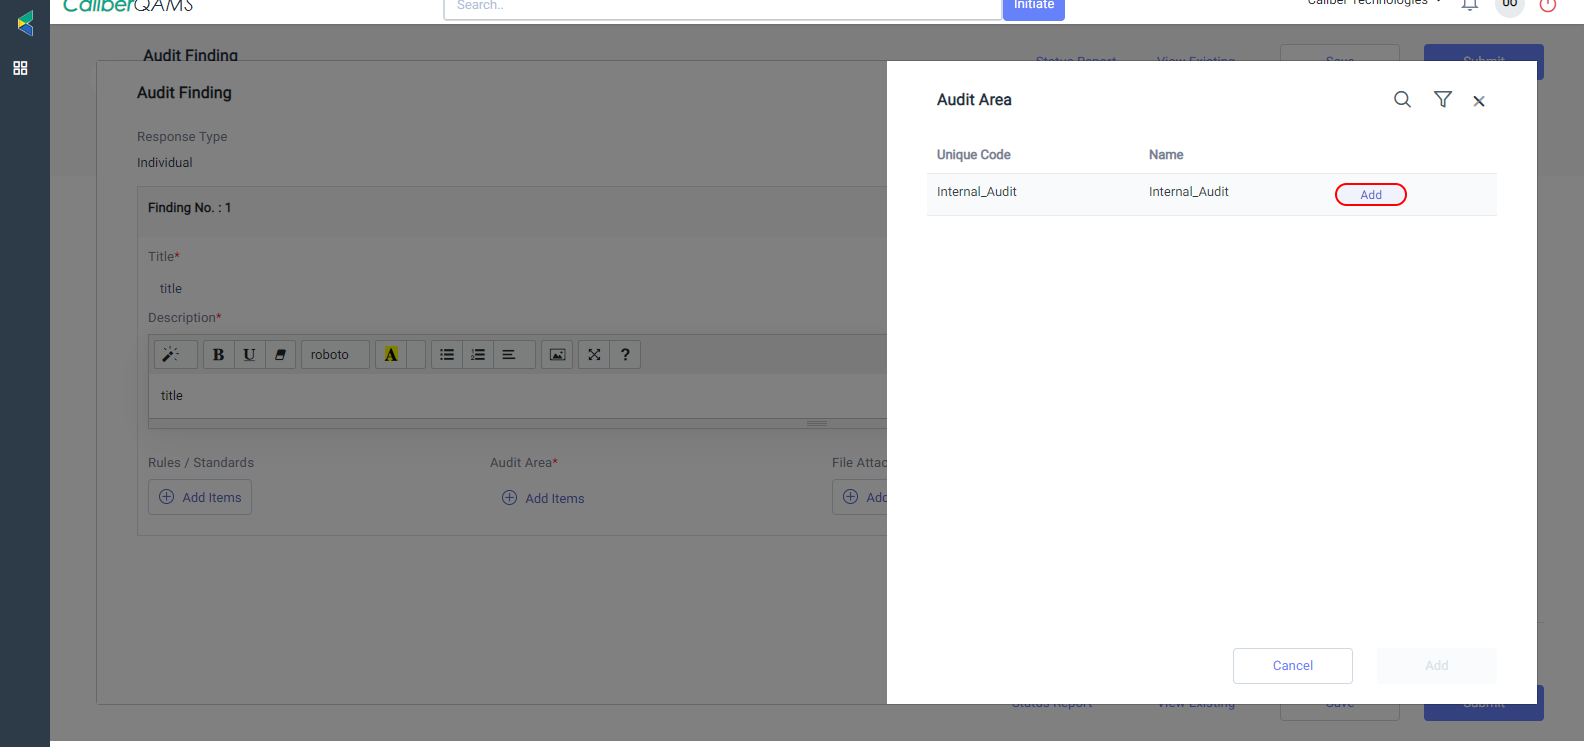 CaliberQAMS
Search..
Initiate
Caliber Technologies
00
Audit Finding
Status Report
View Existing
Save
Submit
Audit Finding
Response Type
Individual
Finding No. : 1
Title*
title
Description*
B
U
roboto
A
?
title
Rules / Standards
Audit Area*
File Attac
Add Items
Add Items
Add
Audit Area
Unique Code
Name
Internal_Audit
Internal_Audit
Add
Cancel
Add
Status Report
View Existing
Save
Submit